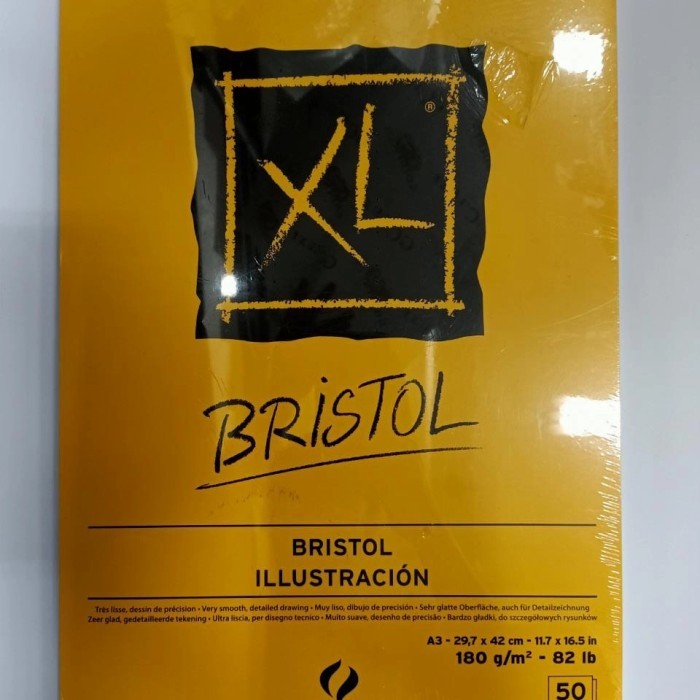 XL ®
BRISTOL
BRISTOL
ILLUSTRACIÓN
Très lisse, dessin de précision • Very smooth, detailed drawing • Muy liso, dibujo de precisión • Sehr glatte Oberfläche, auch für Detailzeichnung
Zeer glad, gedetailleerde tekening • Ultra liscia, per disegno tecnico • Muito suave, desenho de precisão • Bardzo gładki, do szczegółowych rysunków
A3 - 29,7 x 42 cm - 11.7 x 16.5 in
180 g/m² - 82 lb
50